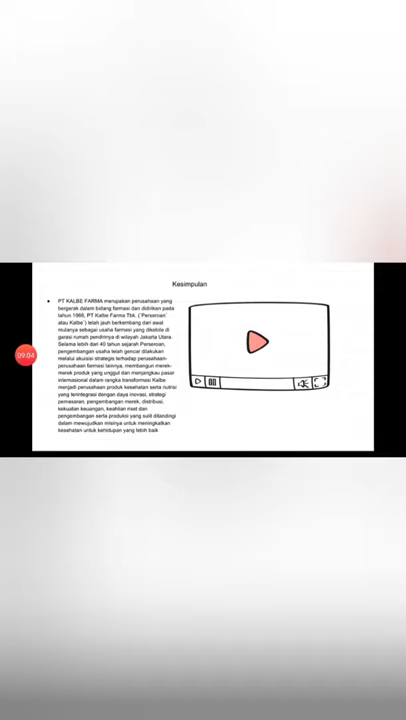 Kesimpulan
• PT KALBE FARMA merupakan perusahaan yang
bergerak dalam bidang farmasi dan didirikan pada
tahun 1966, PT Kalbe Farma Tbk. (`Perseroan`
atau Kalbe`) telah jauh berkembang dari awal
mulanya sebagai usaha farmasi yang dikelola di
garasi rumah pendirinya di wilayah Jakarta Utara.
Selama lebih dari 40 tahun sejarah Perseroan,
pengembangan usaha telah gencar dilakukan
melalui akuisisi strategis terhadap perusahaan-
perusahaan farmasi lainnya, membangun merek-
merek produk yang unggul dan menjangkau pasar
internasional dalam rangka transformasi Kalbe
menjadi perusahaan produk kesehatan serta nutrisi
yang terintegrasi dengan daya inovasi, strategi
pemasaran, pengembangan merek, distribusi,
kekuatan keuangan, keahlian riset dan
pengembangan serta produksi yang sulit ditandingi
dalam mewujudkan misinya untuk meningkatkan
kesehatan untuk kehidupan yang lebih baik
09.04